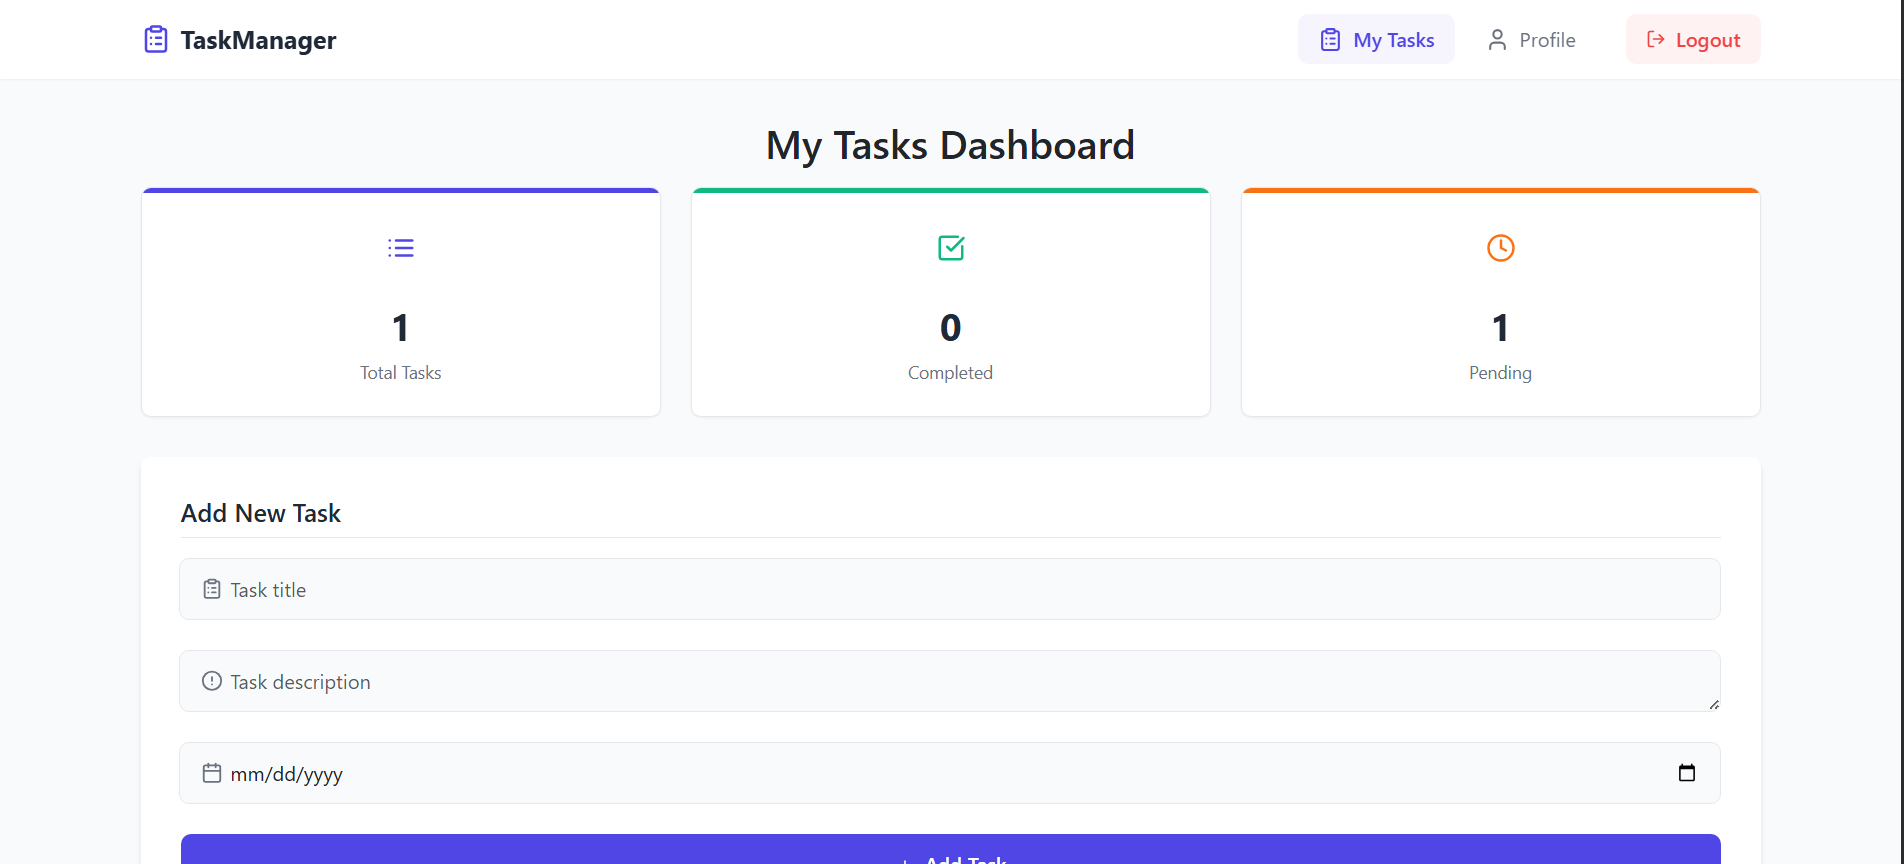 TaskManager
My Tasks
Profile
Logout
My Tasks Dashboard
1
Total Tasks
0
Completed
1
Pending
Add New Task
Task title
Task description
mm/dd/yyyy
+ Add Task